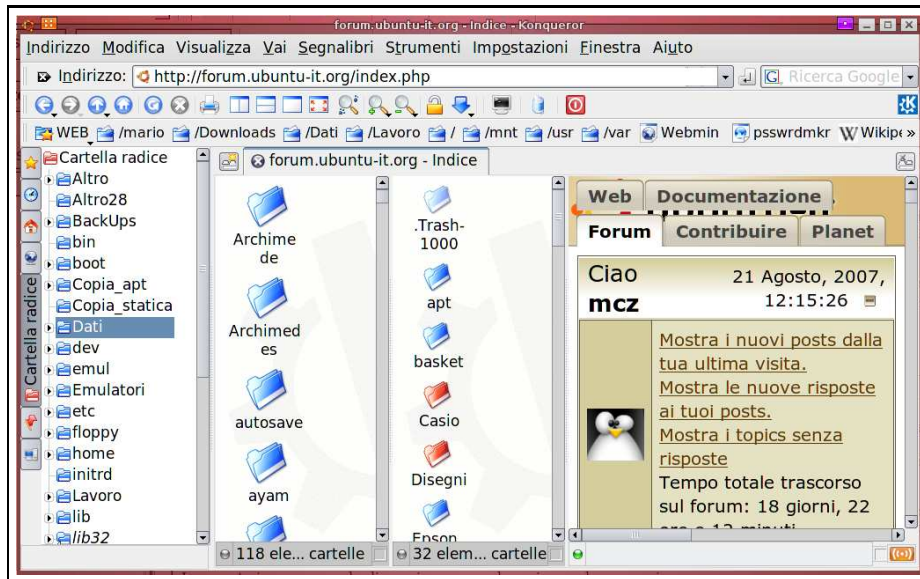 forum.ubuntu-it.org - Indice - Konqueror
Indirizzo Modifica Visualizza Vai Segnalibri Strumenti Impostazioni Finestra Aiuto
Indirizzo: http://forum.ubuntu-it.org/index.php
Ricerca Google
WEB /mario /Downloads /Dati /Lavoro / /mnt /usr /var Webmin psswrdmkr Wikipe »
Cartella radice
Cartella radice
Altro
Altro28
BackUps
bin
boot
Copia_apt
Copia_statica
Dati
dev
emul
Emulatori
etc
floppy
home
initrd
Lavoro
lib
lib32
forum.ubuntu-it.org - Indice
Archime
de
Archimed
es
autosave
ayam
118 ele... cartelle
.Trash-
1000
apt
basket
Casio
Disegni
Epson
32 elem... cartelle
Web Documentazione
Forum Contribuire Planet
Ciao
mcz
21 Agosto, 2007,
12:15:26
Mostra i nuovi posts dalla
tua ultima visita.
Mostra le nuove risposte
ai tuoi posts.
Mostra i topics senza
risposte
Tempo totale trascorso
sul forum: 18 giorni, 22
ore e 12 minuti